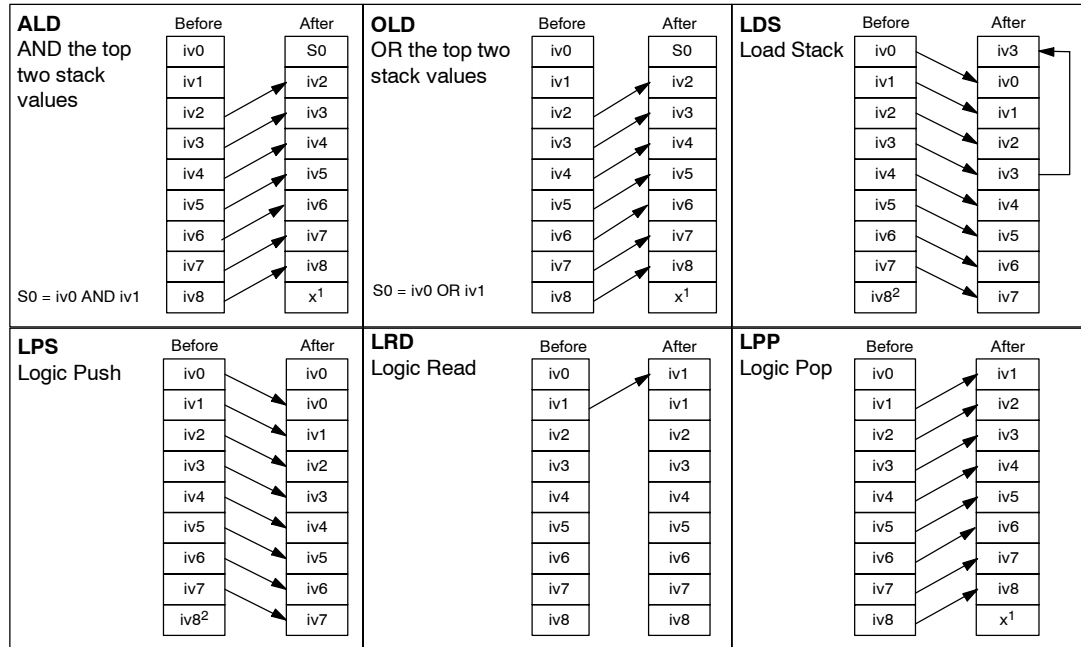 ALD
AND the top
two stack
values
Before After
iv0 S0
iv1 iv2
iv2 iv3
iv3 iv4
iv4 iv5
iv5 iv6
iv6 iv7
iv7 iv8
iv8 x1
S0 = iv0 AND iv1
OLD
OR the top two
stack values
Before After
iv0 S0
iv1 iv2
iv2 iv3
iv3 iv4
iv4 iv5
iv5 iv6
iv6 iv7
iv7 iv8
iv8 x1
S0 = iv0 OR iv1
LDS
Load Stack
Before After
iv0 iv3
iv1 iv0
iv2 iv1
iv3 iv2
iv4 iv3
iv5 iv4
iv6 iv5
iv7 iv6
iv82 iv7
LPS
Logic Push
Before After
iv0 iv0
iv1 iv0
iv2 iv1
iv3 iv2
iv4 iv3
iv5 iv4
iv6 iv5
iv7 iv6
iv82 iv7
LRD
Logic Read
Before After
iv0 iv1
iv1 iv1
iv2 iv2
iv3 iv3
iv4 iv4
iv5 iv5
iv6 iv6
iv7 iv7
iv8 iv8
LPP
Logic Pop
Before After
iv0 iv1
iv1 iv2
iv2 iv3
iv3 iv4
iv4 iv5
iv5 iv6
iv6 iv7
iv7 iv8
iv8 x1